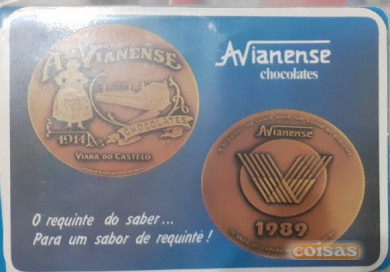 A VIANENSE
AVianense
chocolates
1914
CHOCOLATES
VIANA DO CASTELO
AVianense
1989
O requinte do saber...
Para um sabor de requinte!
coisas